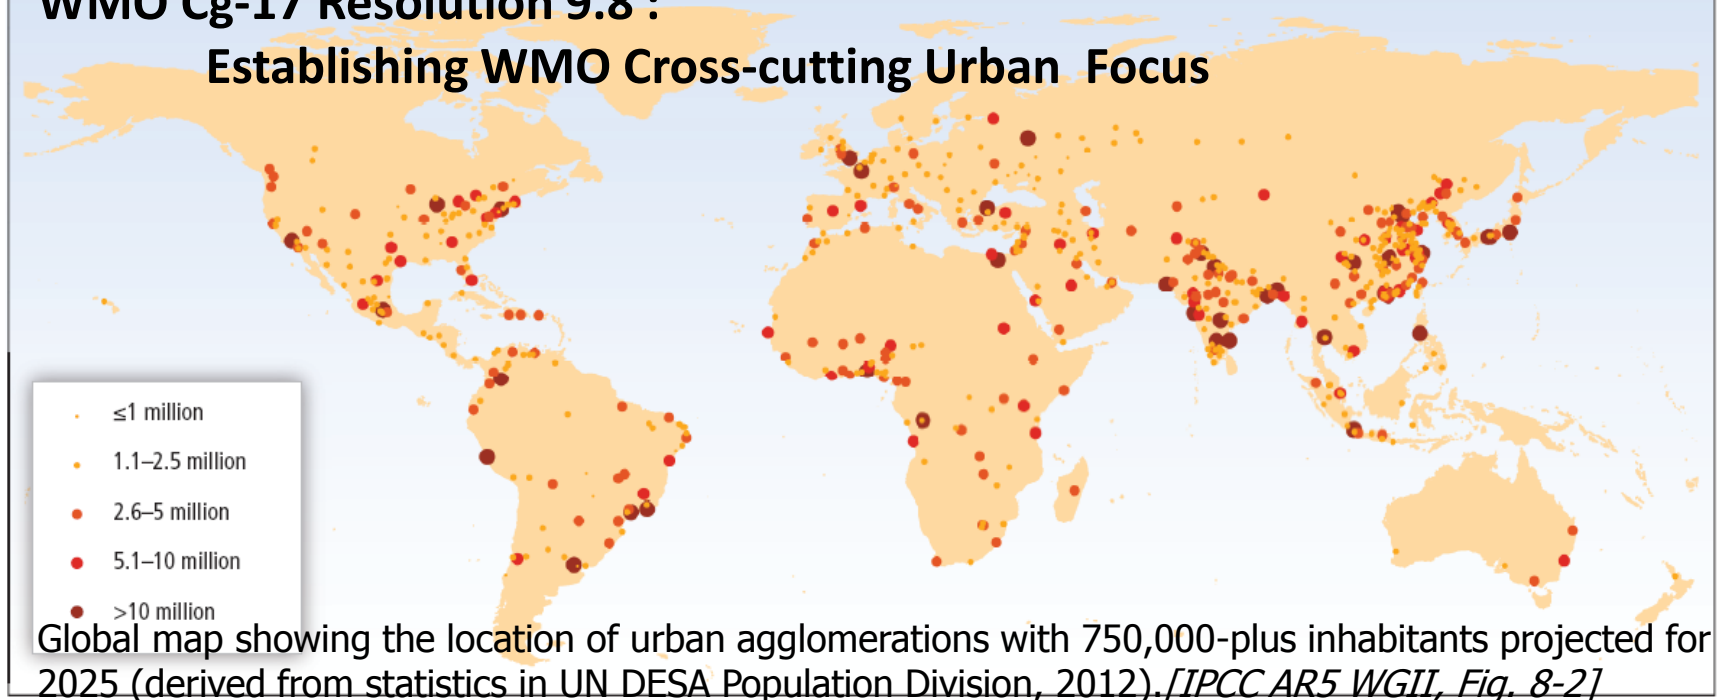 WMO Cg-17 Resolution 9.8 :
Establishing WMO Cross-cutting Urban Focus
≤1 million
1.1–2.5 million
2.6–5 million
5.1–10 million
>10 million
Global map showing the location of urban agglomerations with 750,000-plus inhabitants projected for
2025 (derived from statistics in UN DESA Population Division, 2012).[IPCC AR5 WGII, Fig. 8-2]